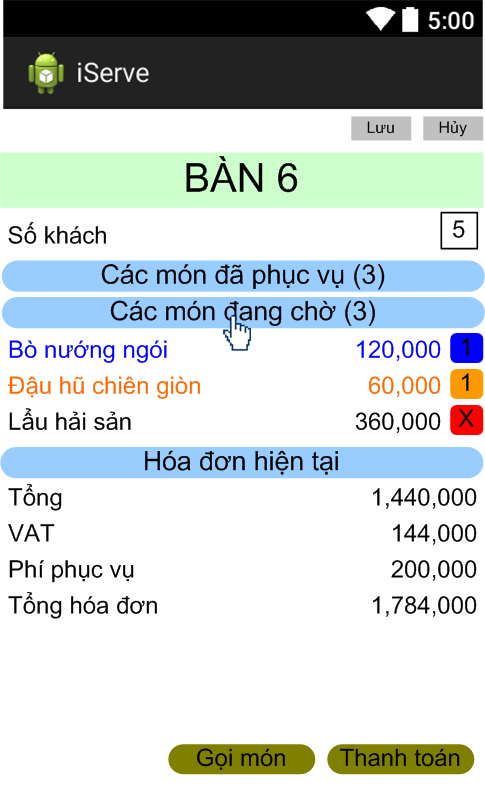 5:00
iServe
Lưu Hủy
BÀN 6
Số khách 5
Các món đã phục vụ (3)
Các món đang chờ (3)
Bò nướng ngói 120,000 1
Đậu hũ chiên giòn 60,000 1
Lẩu hải sản 360,000 X
Hóa đơn hiện tại
Tổng 1,440,000
VAT 144,000
Phí phục vụ 200,000
Tổng hóa đơn 1,784,000
Gọi món Thanh toán